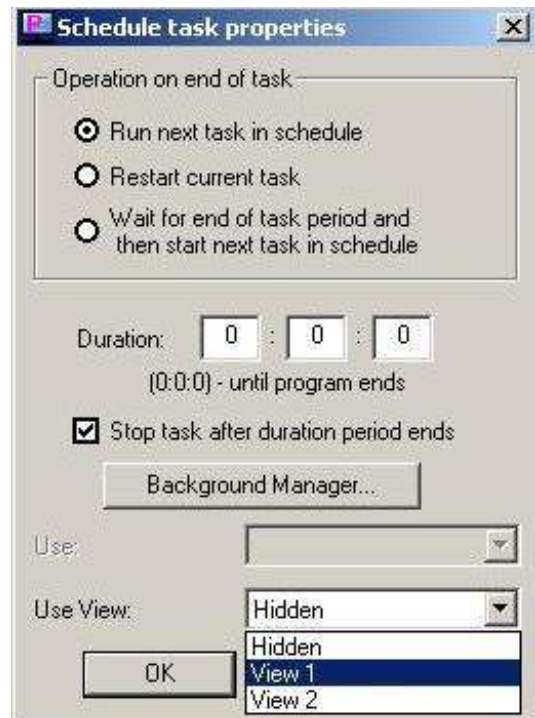 Schedule task properties
Operation on end of task
Run next task in schedule
Restart current task
Wait for end of task period and
then start next task in schedule
Duration: 0 : 0 : 0
(0:0:0) - until program ends
Stop task after duration period ends
Background Manager...
Use:
Use View: Hidden
Hidden
OK View 1
View 2